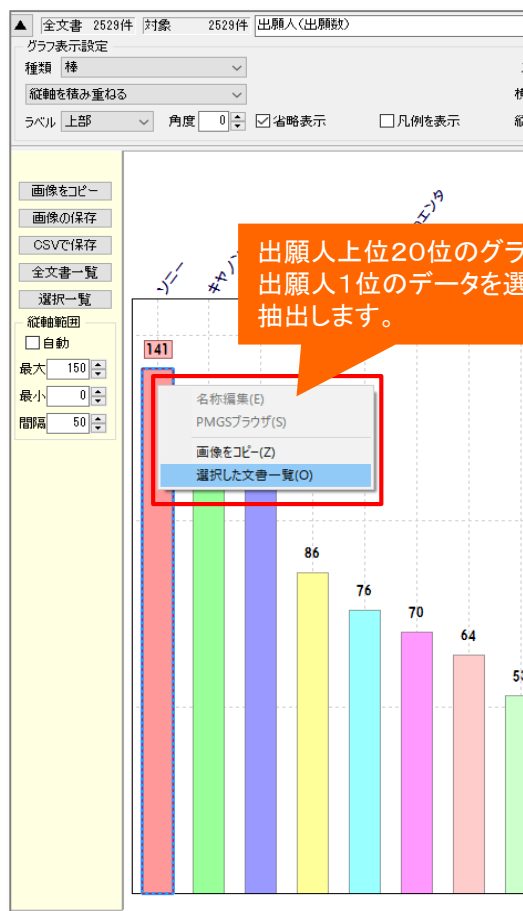 ▲ 全文書 2529件 対象 2529件 出願人(出願数)
グラフ表示設定
種類 棒
縦軸を積み重ねる
ラベル 上部 角度 0 省略表示 凡例を表示
画像をコピー
画像の保存
CSVで保存
全文書一覧
選択一覧
縦軸範囲
自動
最大 150
最小 0
間隔 50
ソニー
キヤノン
のエンタ
出願人上位20位のグラ
出願人1位のデータを選
抽出します。
141
名称編集(E)
PMGSブラウザ(S)
画像をコピー(Z)
選択した文書一覧(O)
86
76
70
64